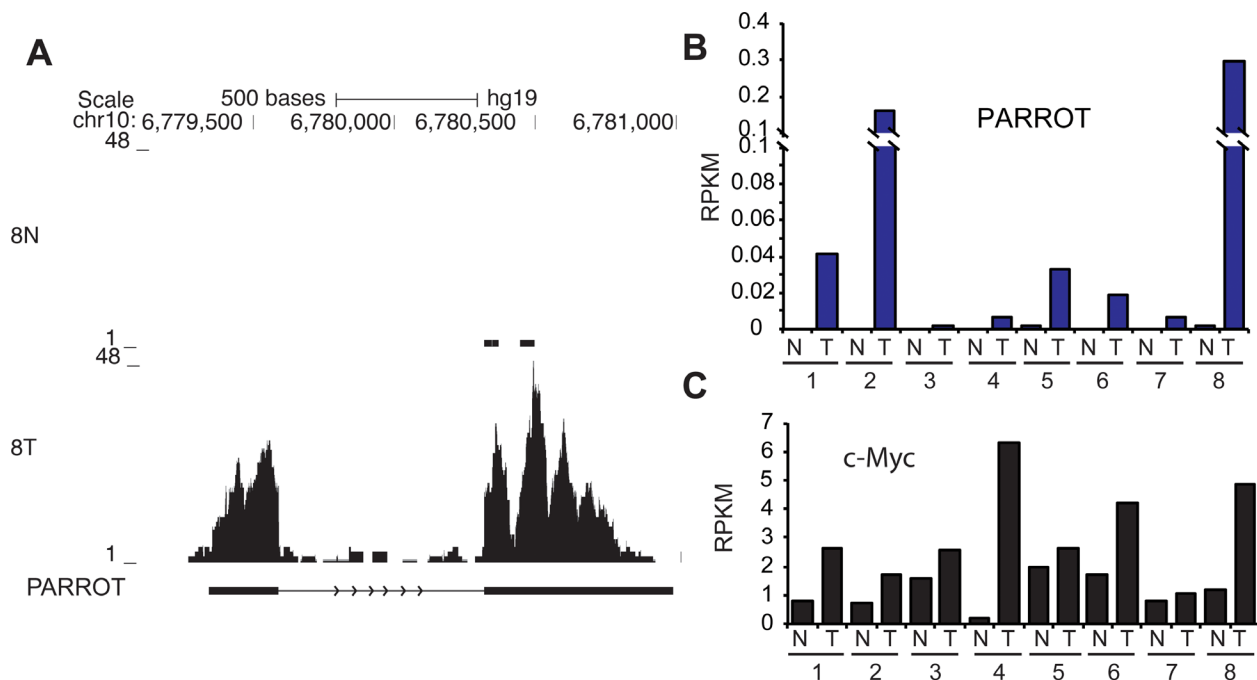 A
Scale 500 bases hg19
chr10: 6,779,500 6,780,000 6,780,500 6,781,000
48
8N
1
48
8T
1
PARROT
B
PARROT
RPKM
0.4
0.3
0.2
0.1
0.1
0.08
0.06
0.04
0.02
0
N T N T N T N T N T N T N T N T
1 2 3 4 5 6 7 8
C
c-Myc
RPKM
7
6
5
4
3
2
1
0
N T N T N T N T N T N T N T N T
1 2 3 4 5 6 7 8